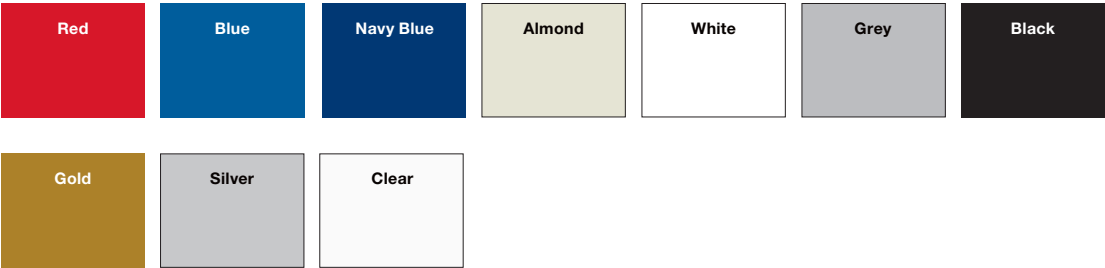 Red
Blue
Navy Blue
Almond
White
Grey
Black
Gold
Silver
Clear